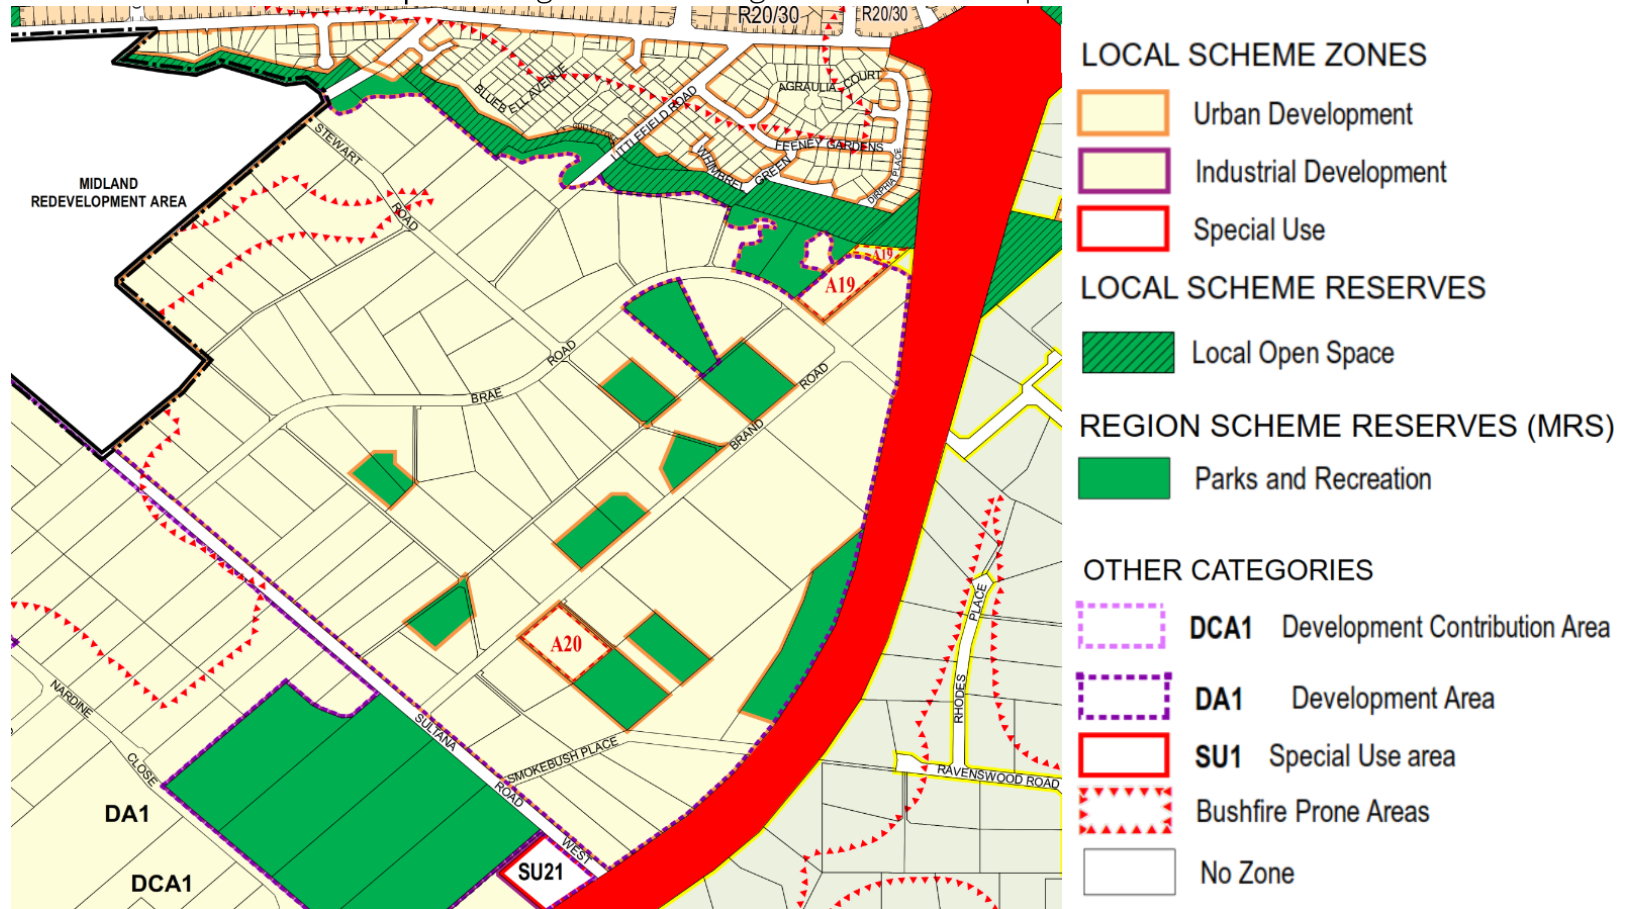 R20/30
R20/30
BLUEBELL AVENUE
LITTLEFIELD ROAD
AGRAULIA COURT
FEENEY GARDENS
WHIMBREL GREEN
DIRPHIA PLACE
STEWART
ROAD
MIDLAND
REDEVELOPMENT AREA
A19
A19
BRAE
ROAD
BRAND
ROAD
A20
NARDINE
CLOSE
SULTANA
ROAD
WEST
SMOKEBUSH PLACE
RHODES
PLACE
RAVENSWOOD ROAD
DA1
DCA1
SU21
LOCAL SCHEME ZONES
Urban Development
Industrial Development
Special Use
LOCAL SCHEME RESERVES
Local Open Space
REGION SCHEME RESERVES (MRS)
Parks and Recreation
OTHER CATEGORIES
DCA1 Development Contribution Area
DA1 Development Area
SU1 Special Use area
Bushfire Prone Areas
No Zone